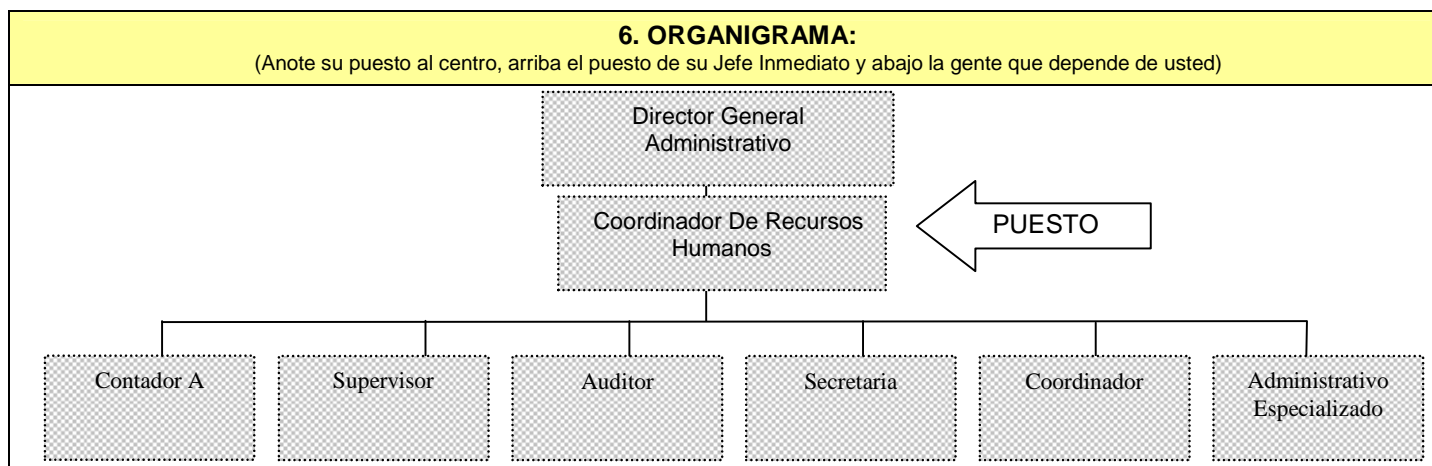 6. ORGANIGRAMA:
(Anote su puesto al centro, arriba el puesto de su Jefe Inmediato y abajo la gente que depende de usted)
Director General
Administrativo
Coordinador De Recursos
Humanos
PUESTO
Contador A
Supervisor
Auditor
Secretaria
Coordinador
Administrativo
Especializado